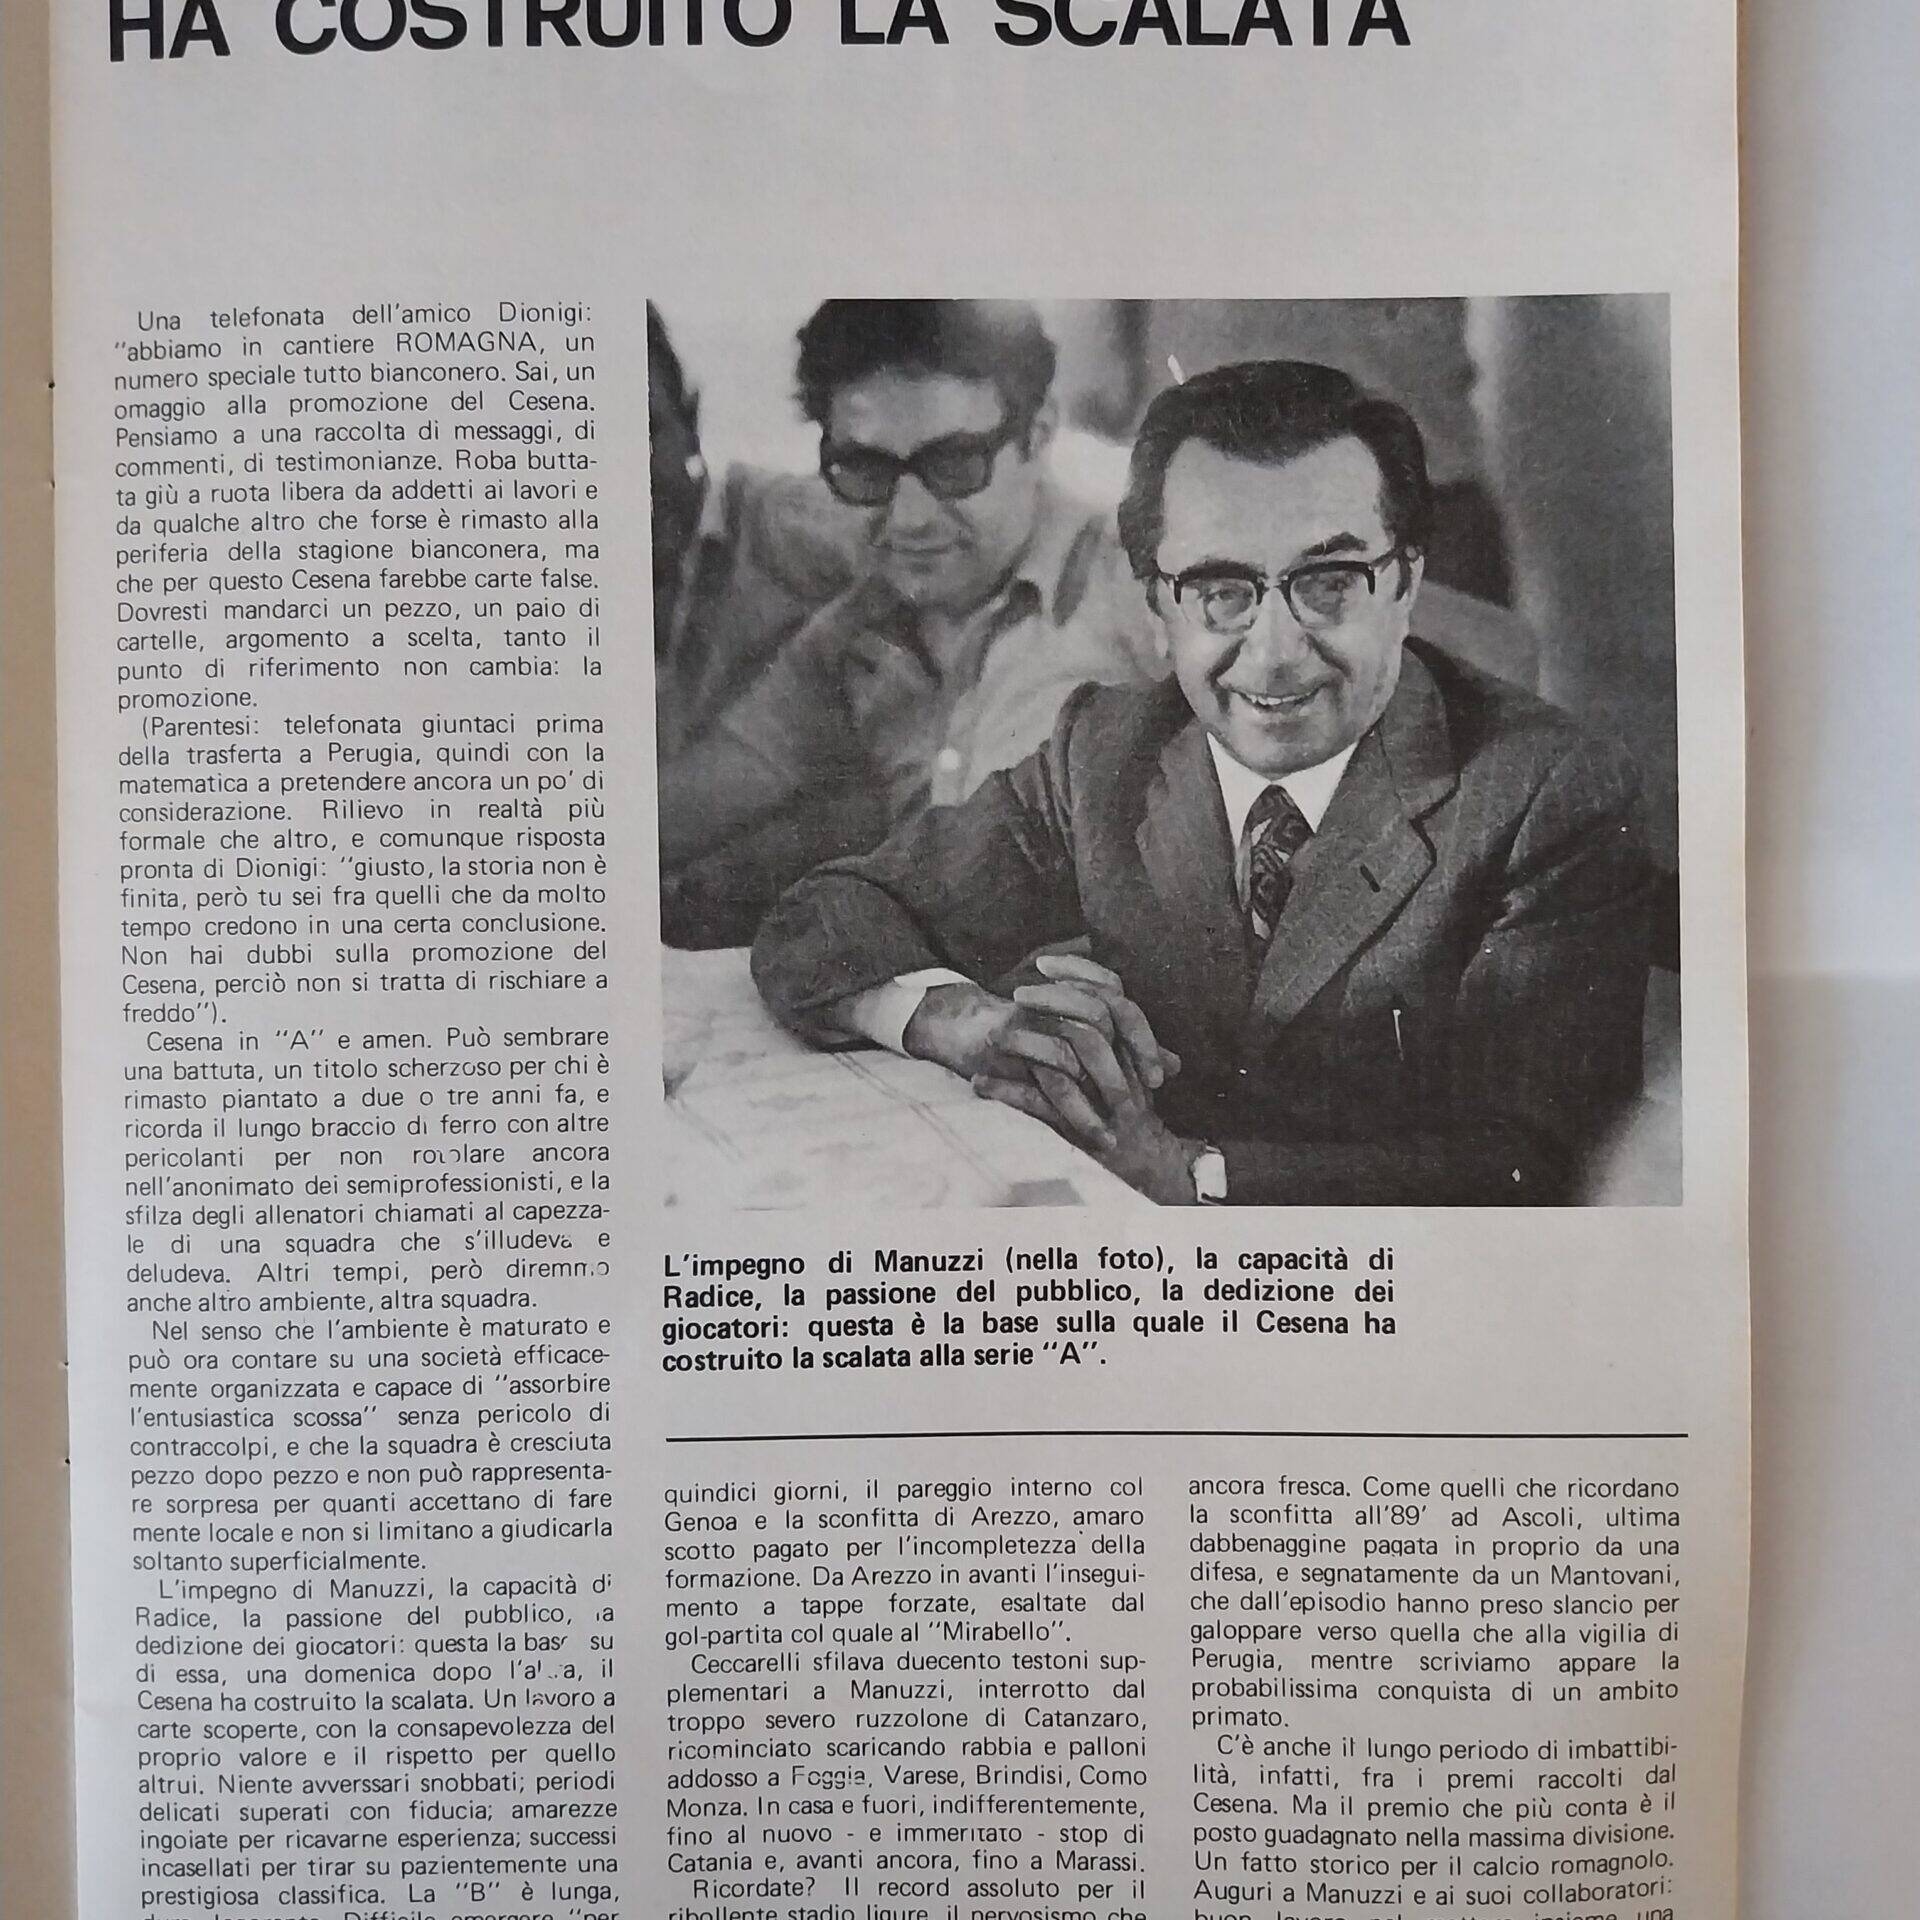 HA COSTRUITO LA SCALATA
Una telefonata dell'amico Dionigi:
"abbiamo in cantiere ROMAGNA, un
numero speciale tutto bianconero. Sai, un
omaggio alla promozione del Cesena.
Pensiamo a una raccolta di messaggi, di
commenti, di testimonianze. Roba butta-
ta giù a ruota libera da addetti ai lavori e
da qualche altro che forse è rimasto alla
periferia della stagione bianconera, ma
che per questo Cesena farebbe carte false.
Dovresti mandarci un pezzo, un paio di
cartelle, argomento a scelta, tanto il
punto di riferimento non cambia: la
promozione.
(Parentesi: telefonata giuntaci prima
della trasferta a Perugia, quindi con la
matematica a pretendere ancora un po' di
considerazione. Rilievo in realtà più
formale che altro, e comunque risposta
pronta di Dionigi: "giusto, la storia non è
finita, però tu sei fra quelli che da molto
tempo credono in una certa conclusione.
Non hai dubbi sulla promozione del
Cesena, perciò non si tratta di rischiare a
freddo").
Cesena in "A" e amen. Può sembrare
una battuta, un titolo scherzoso per chi è
rimasto piantato a due o tre anni fa, e
ricorda il lungo braccio di ferro con altre
pericolanti per non rotolare ancora
nell'anonimato dei semiprofessionisti, e la
sfilza degli allenatori chiamati al capezza-
le di una squadra che s'illudeva e
deludeva. Altri tempi, però diremmo
anche altro ambiente, altra squadra.
Nel senso che l'ambiente è maturato e
può ora contare su una società efficace-
mente organizzata e capace di "assorbire
l'entusiastica scossa" senza pericolo di
contraccolpi, e che la squadra è cresciuta
pezzo dopo pezzo e non può rappresenta-
re sorpresa per quanti accettano di fare
mente locale e non si limitano a giudicarla
soltanto superficialmente.
L'impegno di Manuzzi, la capacità di
Radice, la passione del pubblico, la
dedizione dei giocatori: questa la base su
di essa, una domenica dopo l'altra, il
Cesena ha costruito la scalata. Un lavoro a
carte scoperte, con la consapevolezza del
proprio valore e il rispetto per quello
altrui. Niente avverssari snobbati; periodi
delicati superati con fiducia; amarezze
ingoiate per ricavarne esperienza; successi
incasellati per tirar su pazientemente una
prestigiosa classifica. La "B" è lunga,
L'impegno di Manuzzi (nella foto), la capacità di
Radice, la passione del pubblico, la dedizione dei
giocatori: questa è la base sulla quale il Cesena ha
costruito la scalata alla serie "A".
quindici giorni, il pareggio interno col
Genoa e la sconfitta di Arezzo, amaro
scotto pagato per l'incompletezza della
formazione. Da Arezzo in avanti l'insegui-
mento a tappe forzate, esaltate dal
gol-partita col quale al "Mirabello".
Ceccarelli sfilava duecento testoni sup-
plementari a Manuzzi, interrotto dal
troppo severo ruzzolone di Catanzaro,
ricominciato scaricando rabbia e palloni
addosso a Foggia, Varese, Brindisi, Como
Monza. In casa e fuori, indifferentemente,
fino al nuovo - e immeritato - stop di
Catania e, avanti ancora, fino a Marassi.
Ricordate? Il record assoluto per il
ribollente stadio ligure, il nervosismo che
ancora fresca. Come quelli che ricordano
la sconfitta all'89' ad Ascoli, ultima
dabbenaggine pagata in proprio da una
difesa, e segnatamente da un Mantovani,
che dall'episodio hanno preso slancio per
galoppare verso quella che alla vigilia di
Perugia, mentre scriviamo appare la
probabilissima conquista di un ambito
primato.
C'è anche il lungo periodo di imbattibi-
lità, infatti, fra i premi raccolti dal
Cesena. Ma il premio che più conta è il
posto guadagnato nella massima divisione.
Un fatto storico per il calcio romagnolo.
Auguri a Manuzzi e ai suoi collaboratori: